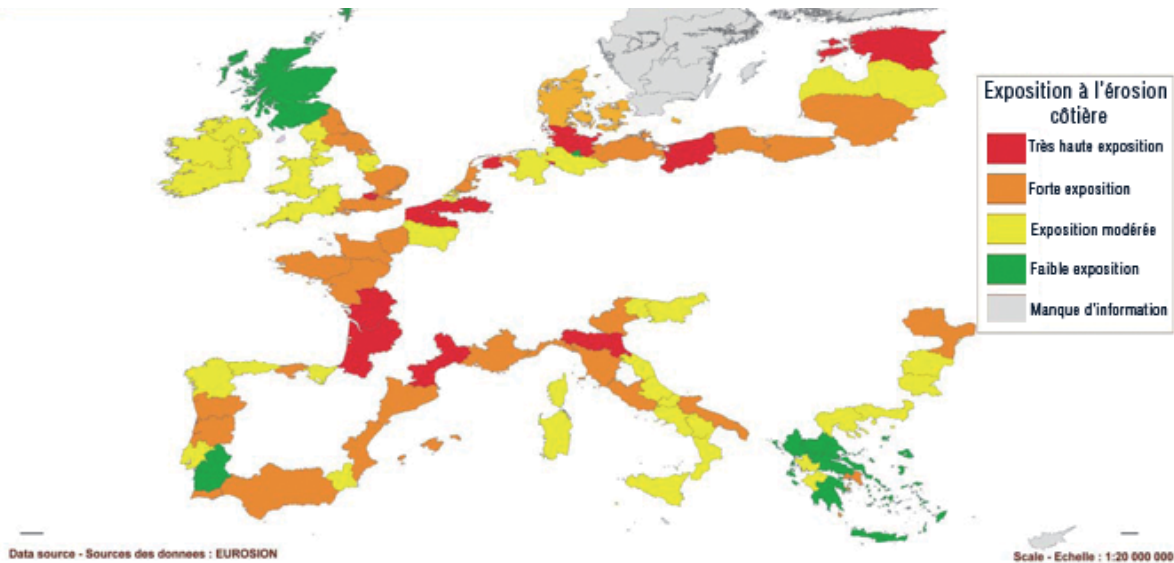 Exposition à l'érosion
côtière
Très haute exposition
Forte exposition
Exposition modérée
Faible exposition
Manque d'information
Data source - Sources des donnees : EUROSION
Scale - Echelle : 1:20 000 000